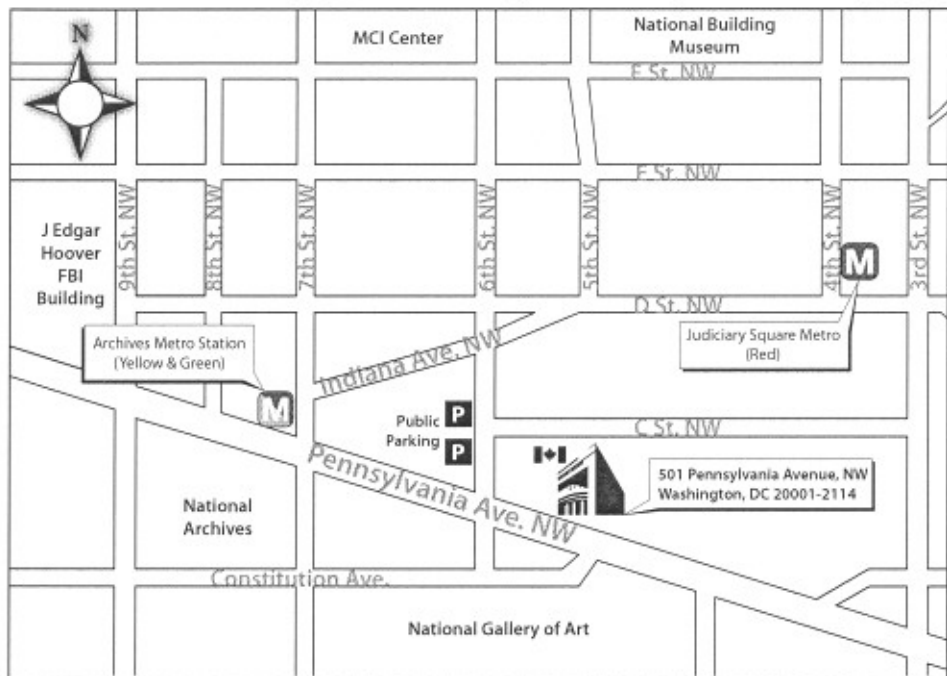 N
MCI Center
National Building
Museum
F St. NW
E St. NW
9th St. NW
8th St. NW
7th St. NW
6th St. NW
5th St. NW
4th St. NW
3rd St. NW
J Edgar
Hoover
FBI
Building
M
D St. NW
Archives Metro Station
(Yellow & Green)
Judiciary Square Metro
(Red)
Indiana Ave. NW
M
Public
Parking
P
P
C St. NW
Pennsylvania Ave. NW
501 Pennsylvania Avenue, NW
Washington, DC 20001-2114
National
Archives
Constitution Ave.
National Gallery of Art